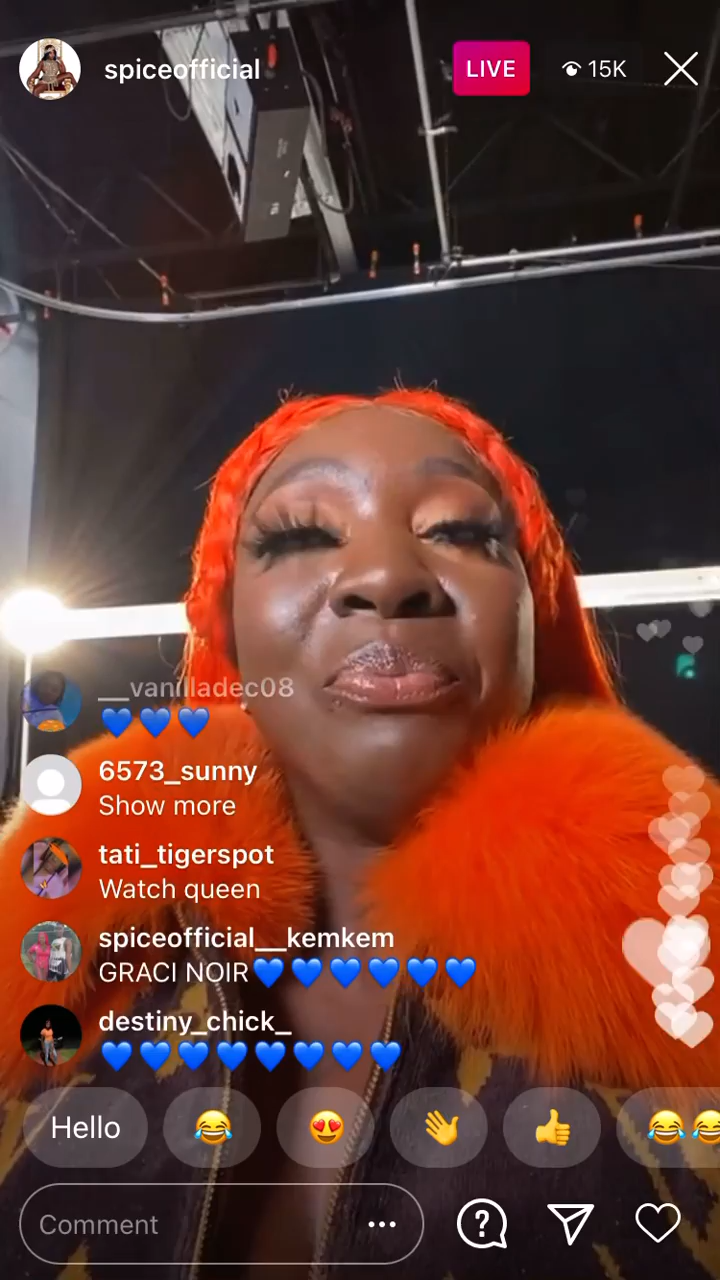 spiceofficial
LIVE
15K
__vanilladec08
💙💙💙
6573_sunny
Show more
tati_tigerspot
Watch queen
spiceofficial__kemkem
GRACI NOIR💙💙💙💙💙💙
destiny_chick_
💙💙💙💙💙💙💙💙
Hello 😂 😍 👋 👍 😂😂
Comment